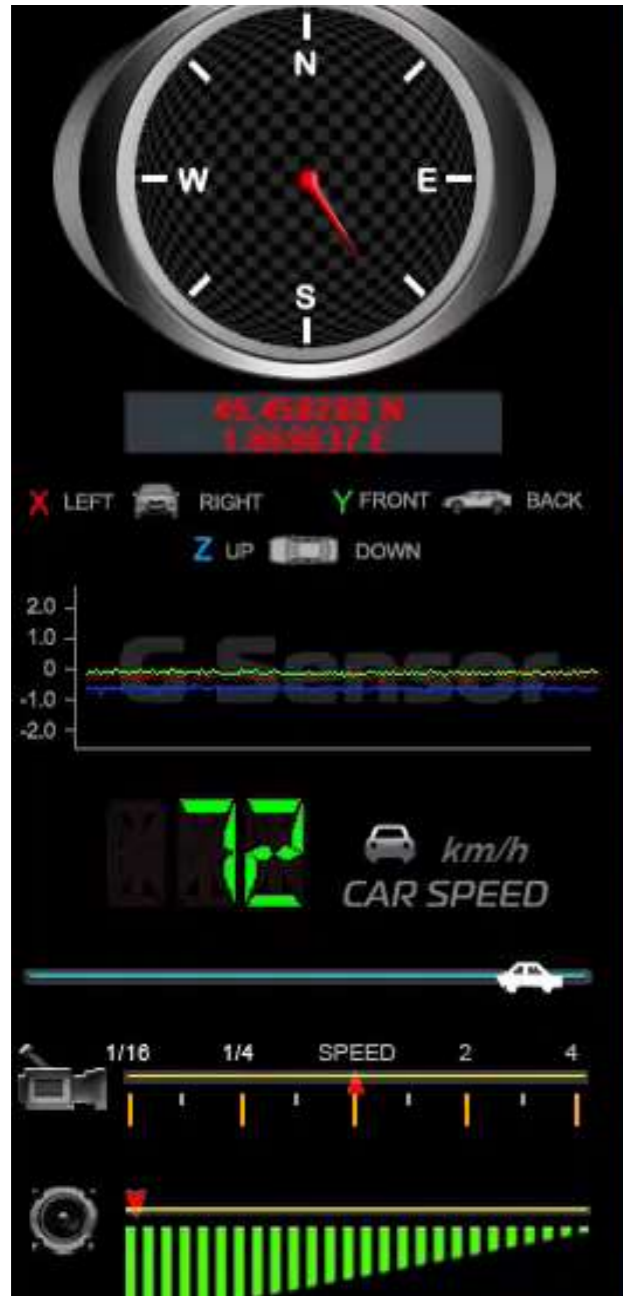 N
W E
S
X LEFT RIGHT Y FRONT BACK
Z UP DOWN
G Sensor
2.0
1.0
0
-1.0
-2.0
72 km/h
CAR SPEED
1/16 1/4 SPEED 2 4